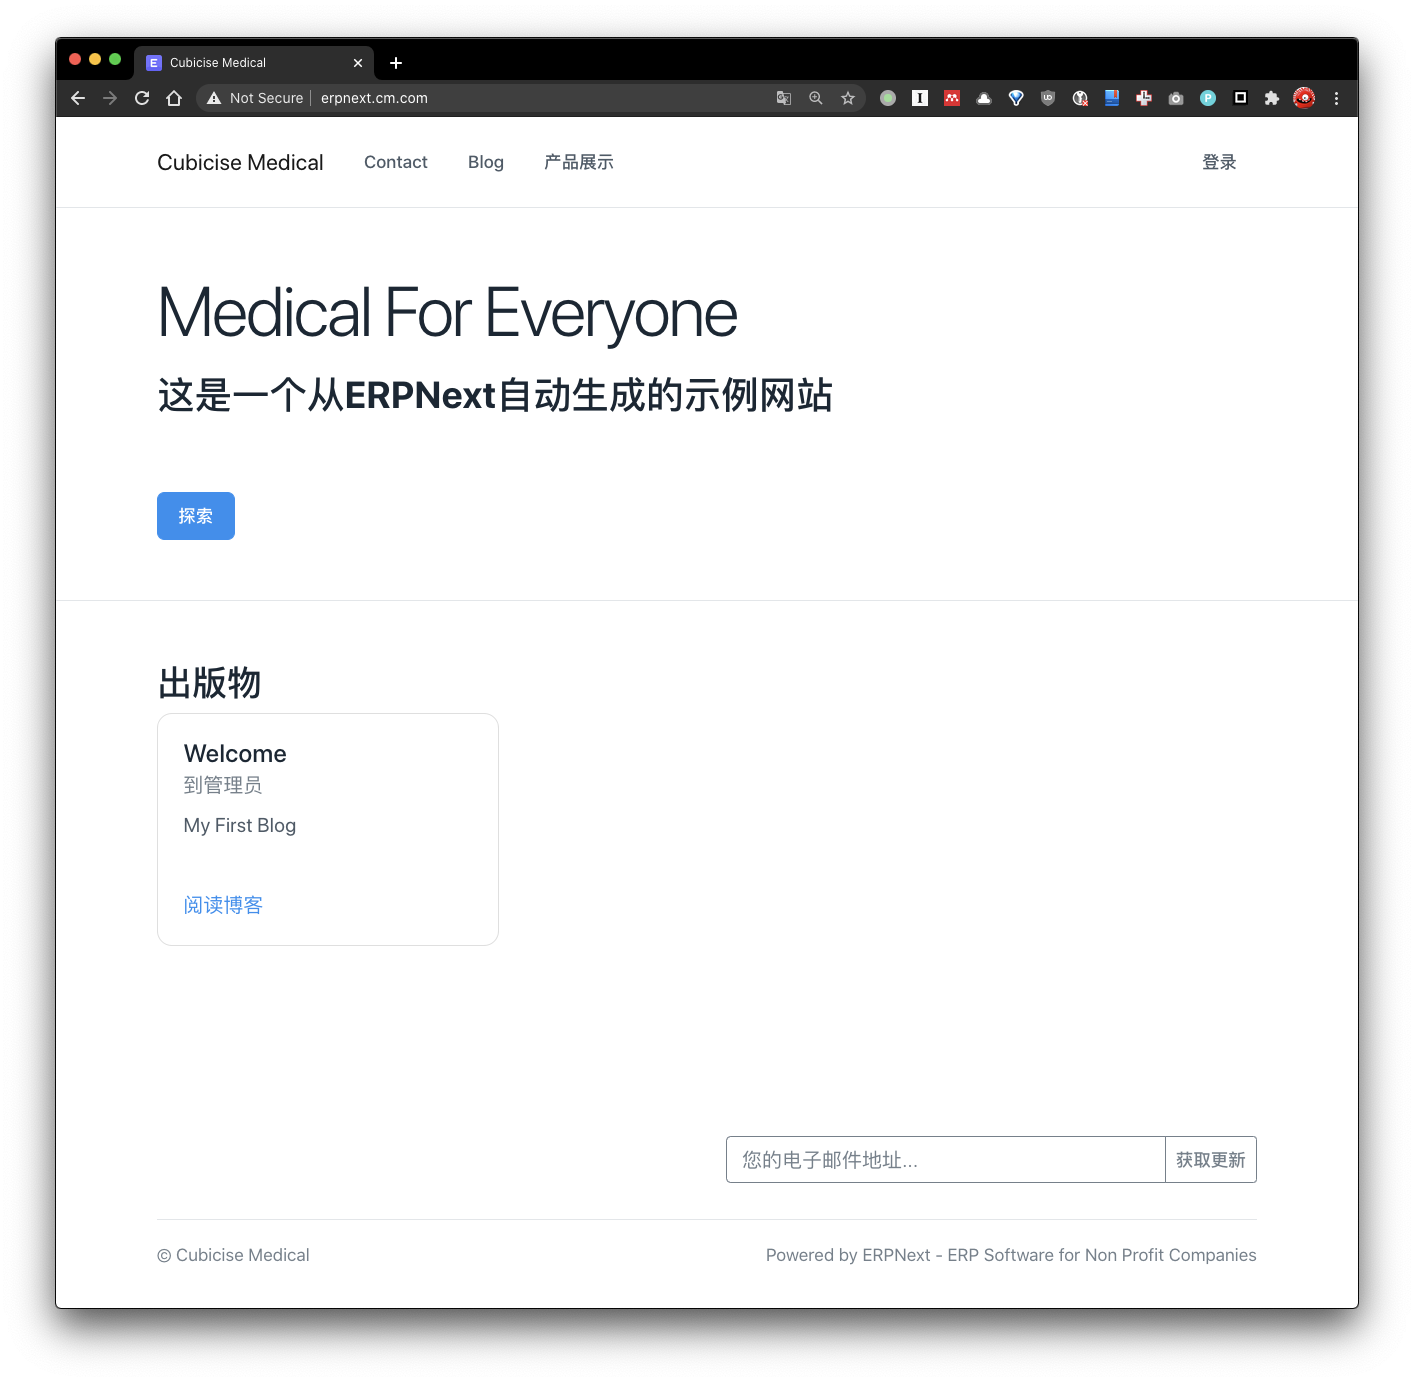 Cubicise Medical
Not Secure erpnext.cm.com
Cubicise Medical Contact Blog 产品展示 登录
Medical For Everyone
这是一个从ERPNext自动生成的示例网站
探索
出版物
Welcome
到管理员
My First Blog
阅读博客
您的电子邮件地址... 获取更新
© Cubicise Medical Powered by ERPNext - ERP Software for Non Profit Companies